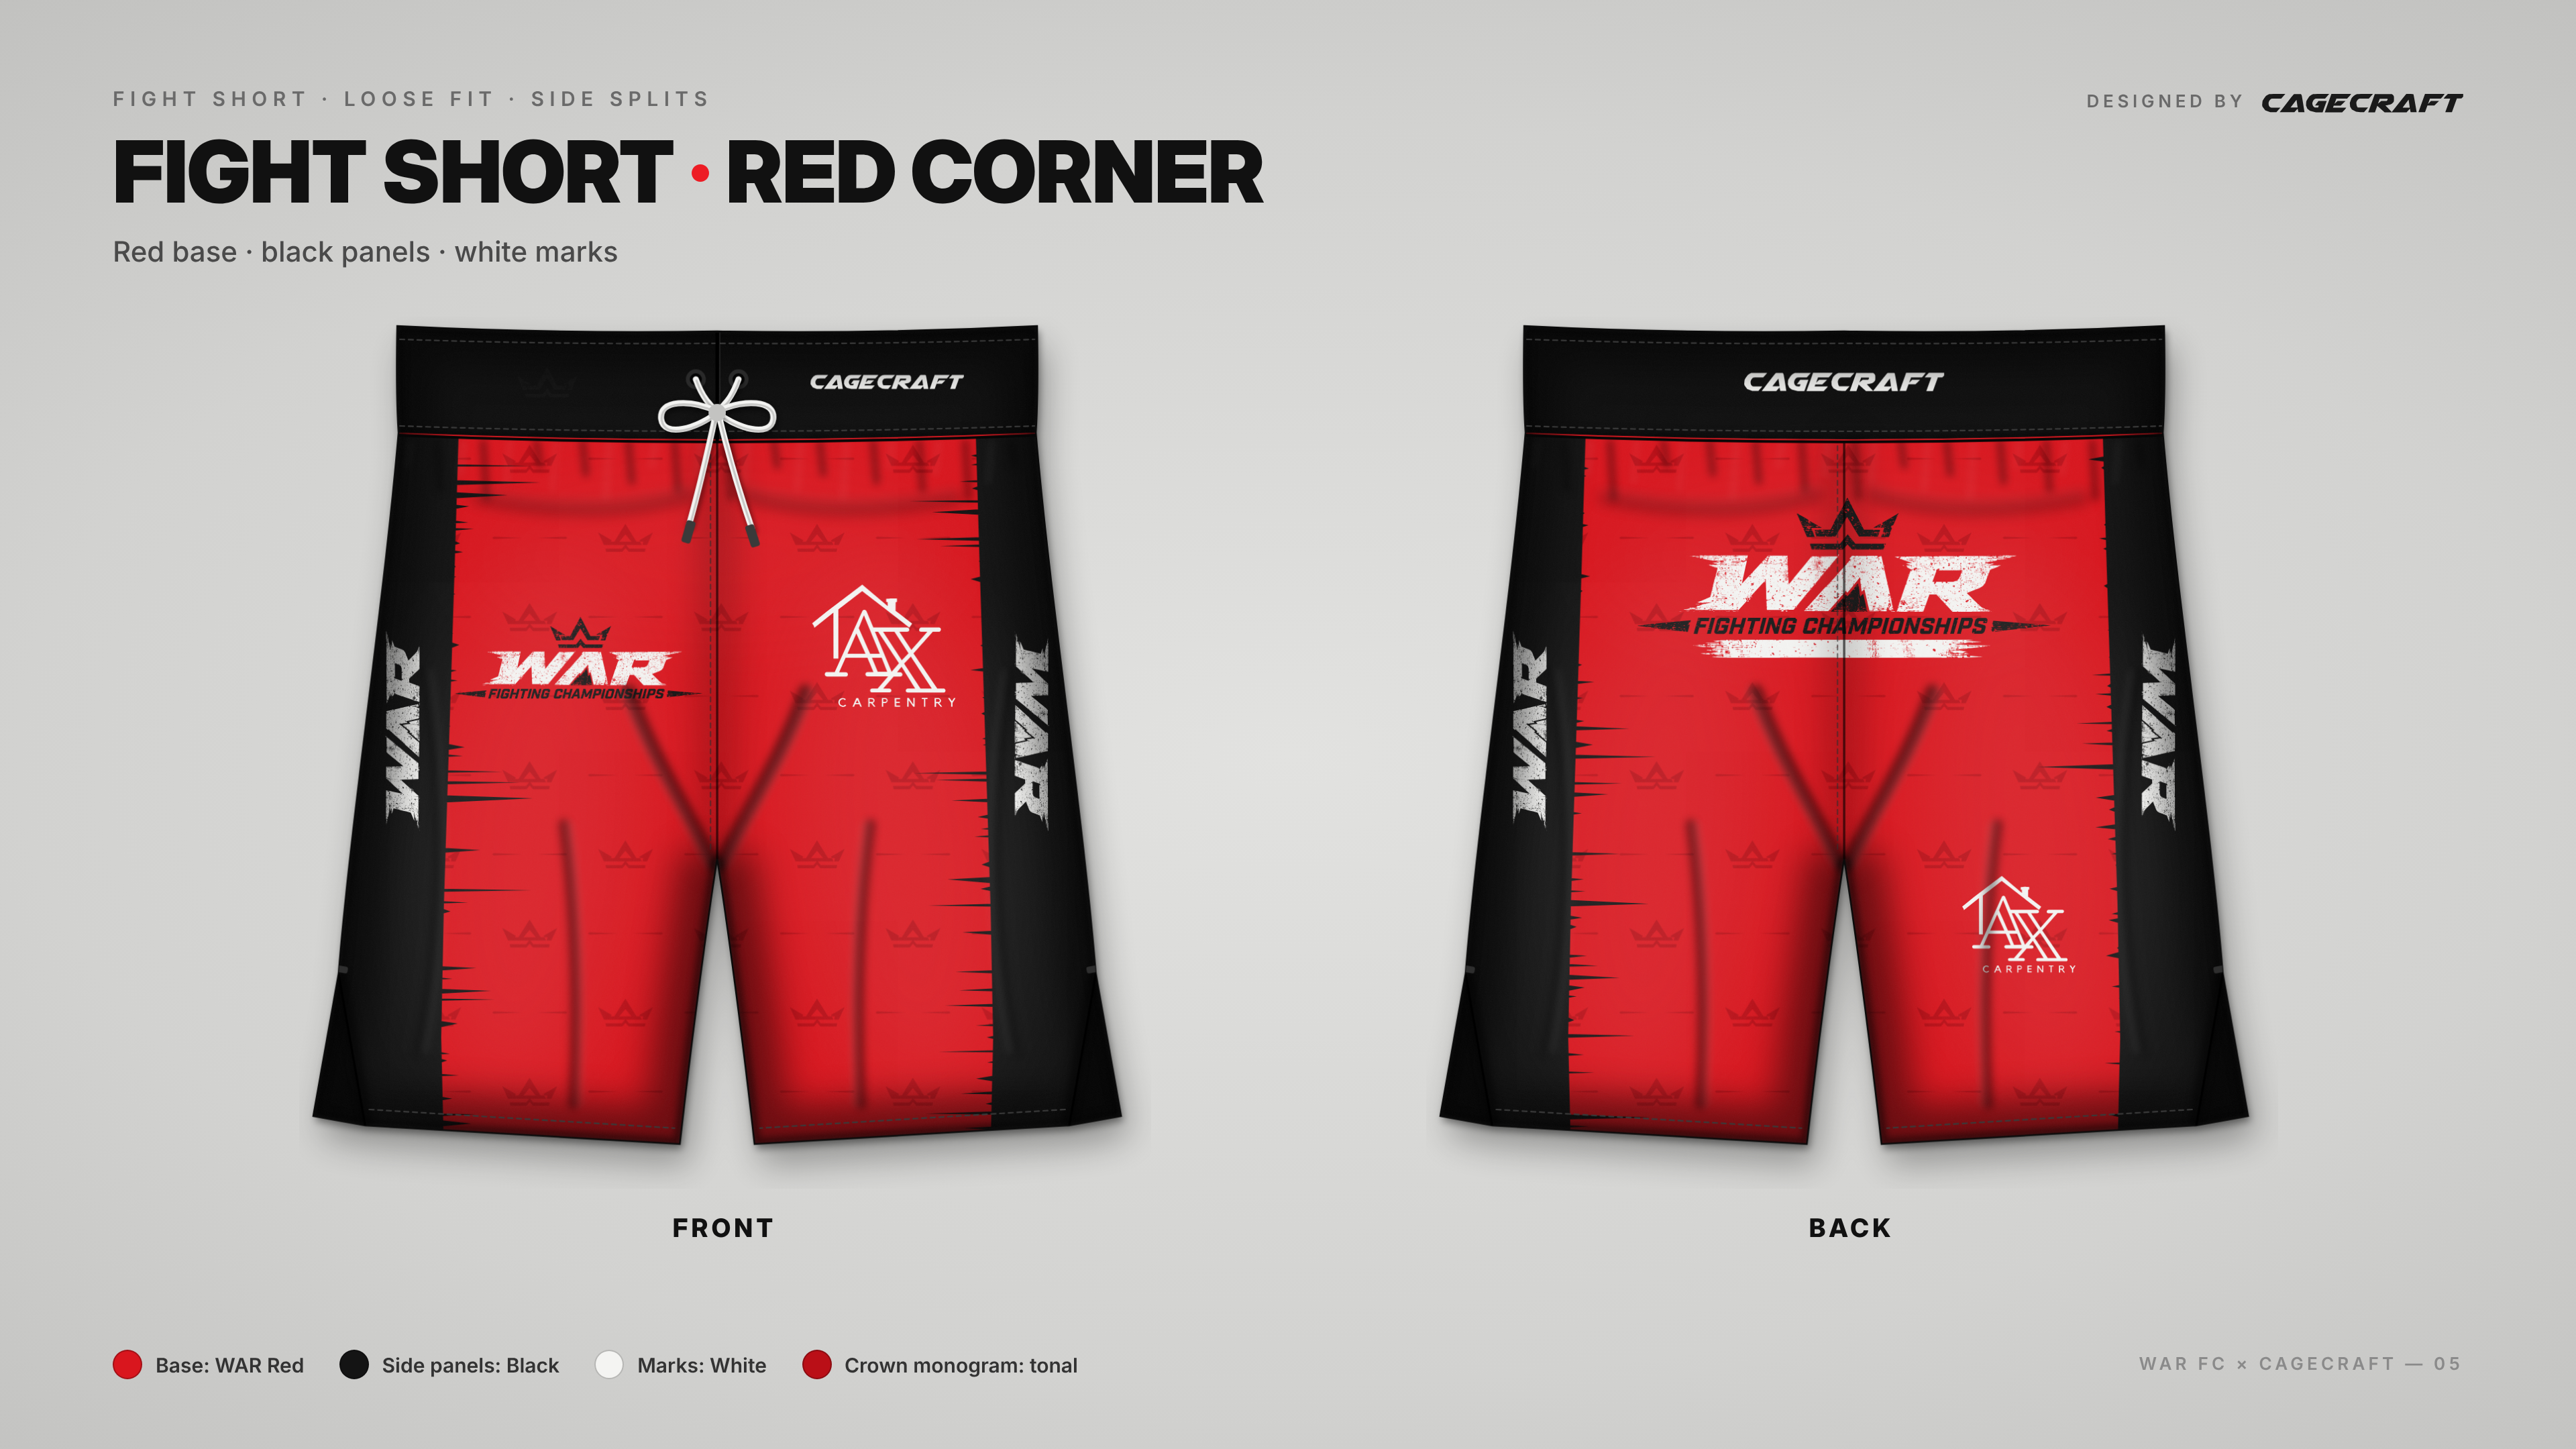 FIGHT SHORT · LOOSE FIT · SIDE SPLITS
DESIGNED BY CAGECRAFT
FIGHT SHORT · RED CORNER
Red base · black panels · white marks
CAGECRAFT
WAR
FIGHTING CHAMPIONSHIPS
AX
CARPENTRY
WAR
WAR
FRONT
CAGECRAFT
WAR
FIGHTING CHAMPIONSHIPS
WAR
WAR
AX
CARPENTRY
BACK
Base: WAR Red
Side panels: Black
Marks: White
Crown monogram: tonal
WAR FC × CAGECRAFT — 05